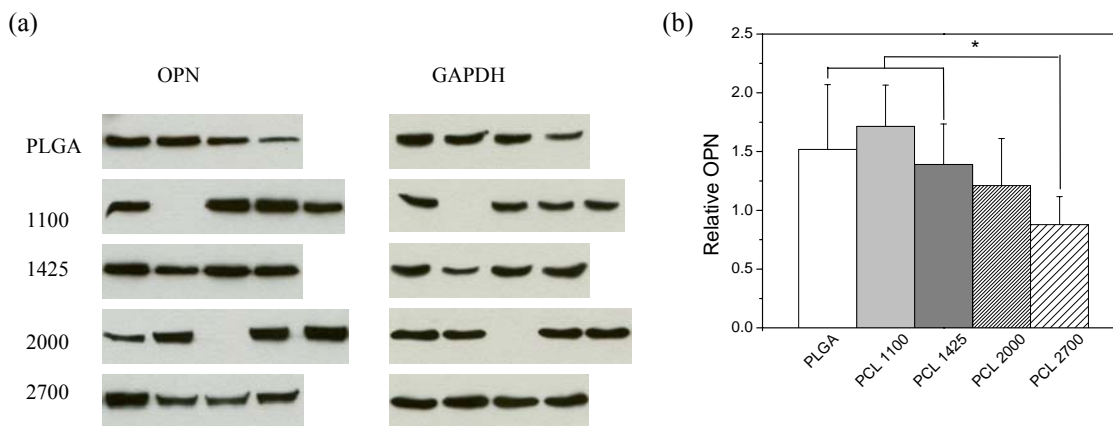 (a)
OPN GAPDH
PLGA
1100
1425
2000
2700
(b)
2.5
2.0
1.5
1.0
0.5
0.0
Relative OPN
*
PLGA
PCL 1100
PCL 1425
PCL 2000
PCL 2700